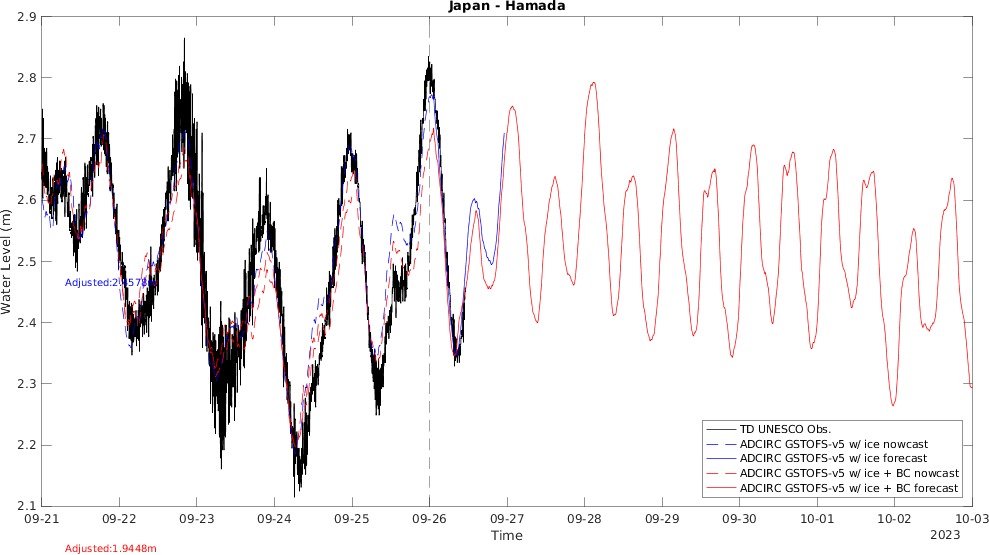 Japan - Hamada
Water Level (m)
2.9
2.8
2.7
2.6
2.5
2.4
2.3
2.2
2.1
Adjusted:2.4578m
TD UNESCO Obs.
ADCIRC GSTOFS-v5 w/ ice nowcast
ADCIRC GSTOFS-v5 w/ ice forecast
ADCIRC GSTOFS-v5 w/ ice + BC nowcast
ADCIRC GSTOFS-v5 w/ ice + BC forecast
09-21 09-22 09-23 09-24 09-25 09-26 09-27 09-28 09-29 09-30 10-01 10-02 10-03
Time
2023
Adjusted:1.9448m